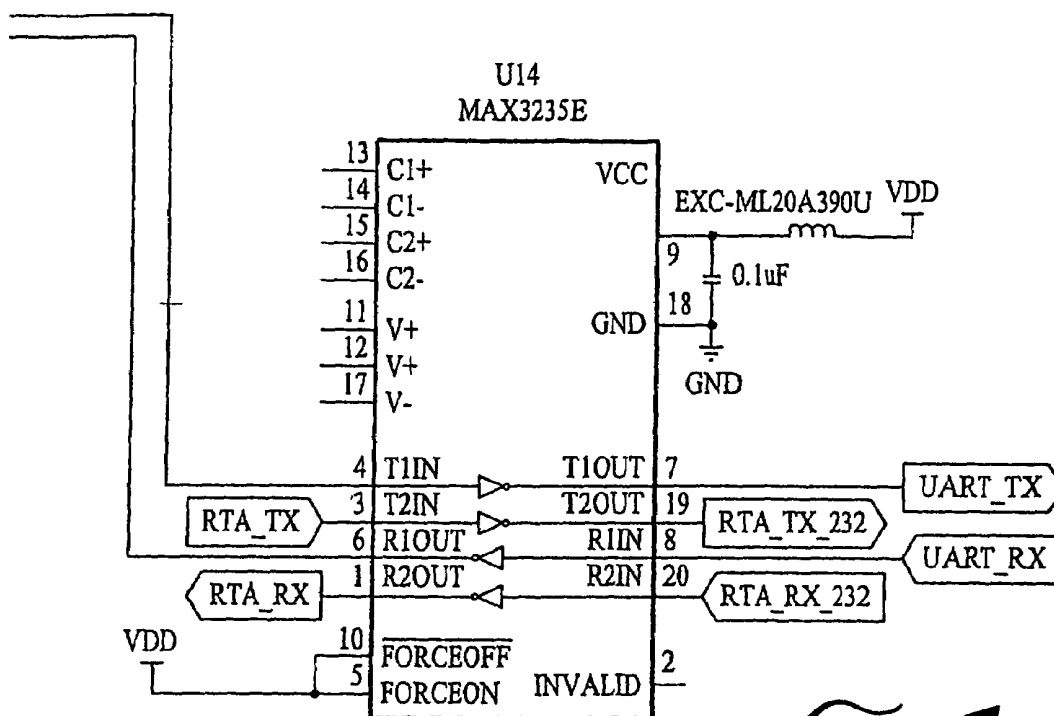 U14
MAX3235E
13 C1+
14 C1-
15 C2+
16 C2-
11 V+
12 V+
17 V-
VCC
9
EXC-ML20A390U
VDD
0.1uF
GND 18
GND
4 T1IN T1OUT 7 UART_TX
RTA_TX 3 T2IN T2OUT 19 RTA_TX_232
6 R1OUT R1IN 8 UART_RX
RTA_RX 1 R2OUT R2IN 20 RTA_RX_232
VDD
10 FORCEOFF
5 FORCEON
INVALID 2